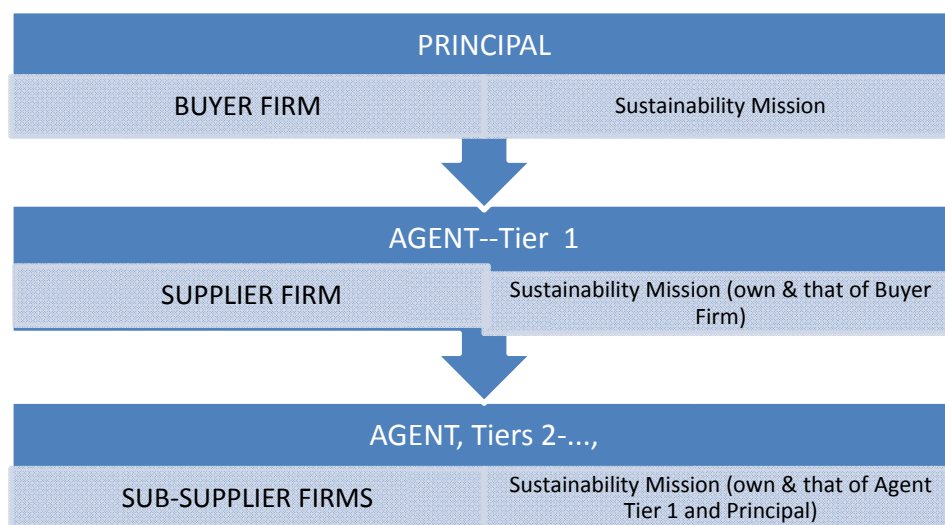 PRINCIPAL
BUYER FIRM
Sustainability Mission
AGENT--Tier 1
SUPPLIER FIRM
Sustainability Mission (own & that of Buyer
Firm)
AGENT, Tiers 2-...,
SUB-SUPPLIER FIRMS
Sustainability Mission (own & that of Agent
Tier 1 and Principal)